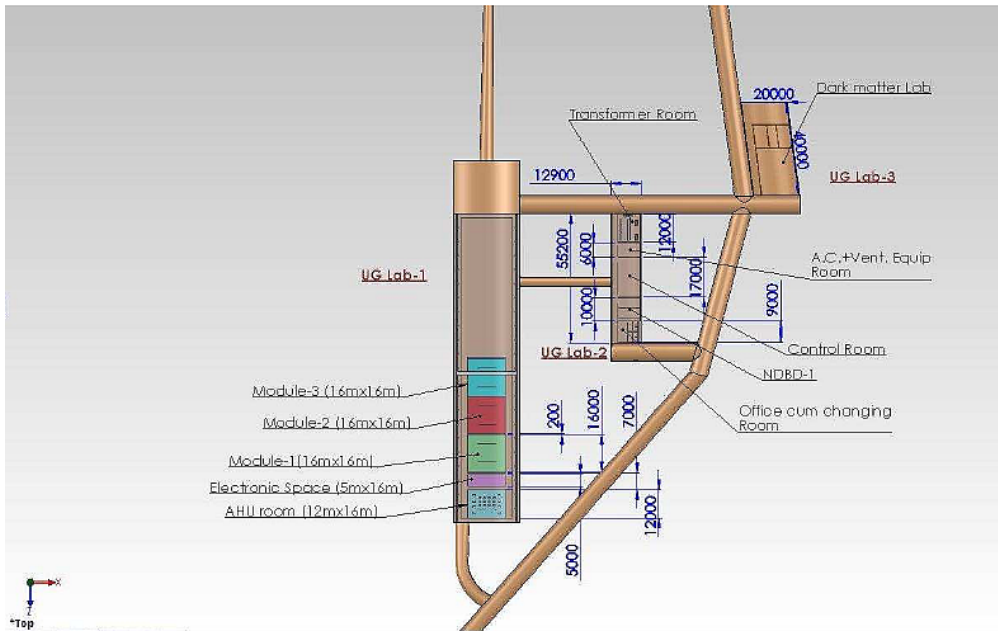 20000
Dark matter Lab
Transformer Room
40000
UG Lab-3
12900
12000
6000
55200
A.C.+Vent. Equip
Room
UG Lab-1
17000
10000
9000
UG Lab-2
Control Room
NDBD-1
Module-3 (16mx16m)
Office cum changing
Room
Module-2 (16mx16m)
200
16000
7000
Module-1(16mx16m)
Electronic Space (5mx16m)
AHU room (12mx16m)
12000
5000
X
Z
*Top